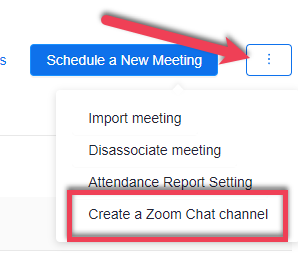 s
Schedule a New Meeting
Import meeting
Disassociate meeting
Attendance Report Setting
Create a Zoom Chat channel